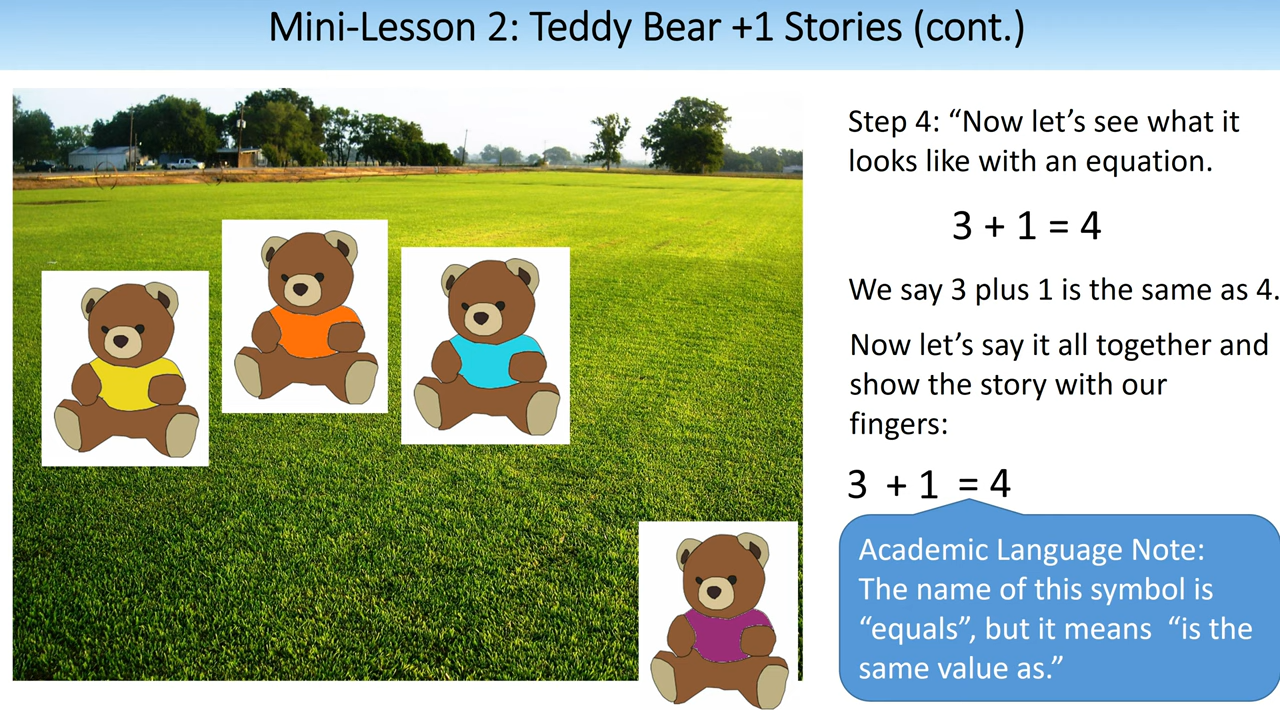 Mini-Lesson 2: Teddy Bear +1 Stories (cont.)
Step 4: “Now let’s see what it
looks like with an equation.
3 + 1 = 4
We say 3 plus 1 is the same as 4.
Now let’s say it all together and
show the story with our
fingers:
3 + 1 = 4
Academic Language Note:
The name of this symbol is
“equals”, but it means “is the
same value as.”